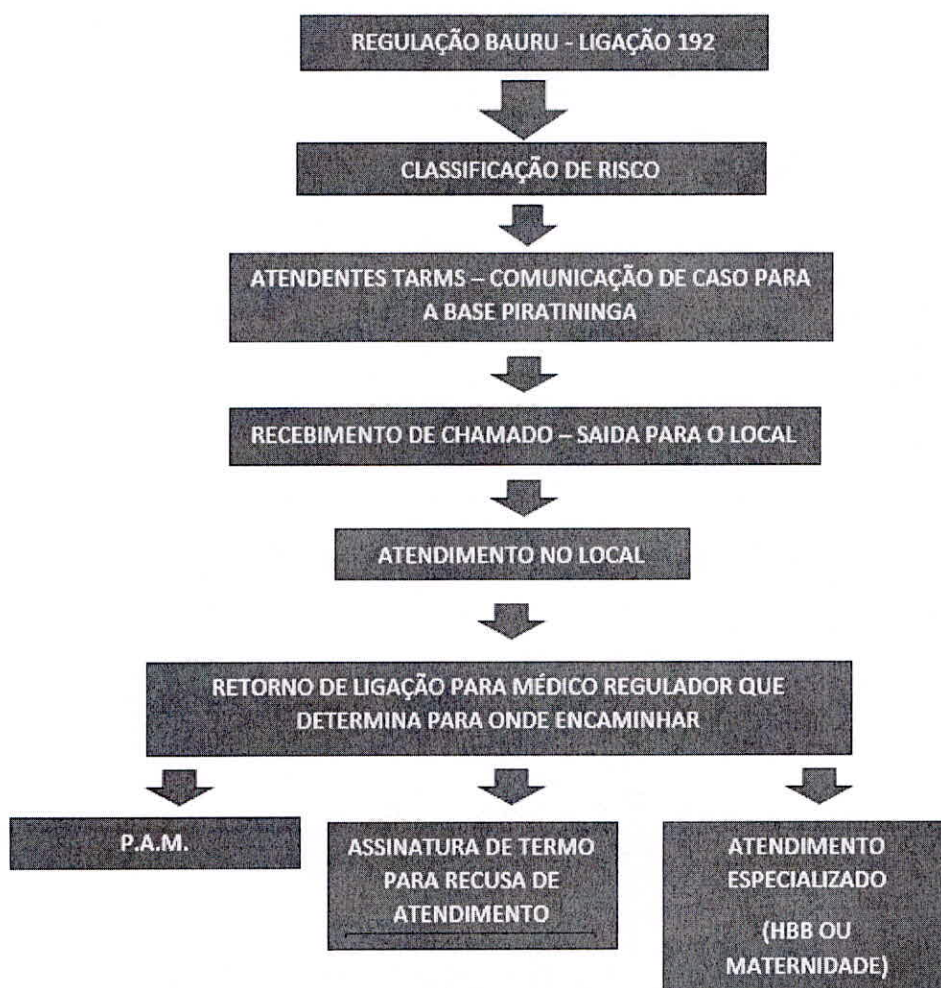 REGULAÇÃO BAURU - LIGAÇÃO 192
CLASSIFICAÇÃO DE RISCO
ATENDENTES TARMS – COMUNICAÇÃO DE CASO PARA
A BASE PIRATININGA
RECEBIMENTO DE CHAMADO – SAIDA PARA O LOCAL
ATENDIMENTO NO LOCAL
RETORNO DE LIGAÇÃO PARA MÉDICO REGULADOR QUE
DETERMINA PARA ONDE ENCAMINHAR
P.A.M.
ASSINATURA DE TERMO
PARA RECUSA DE
ATENDIMENTO
ATENDIMENTO
ESPECIALIZADO
(HBB OU
MATERNIDADE)